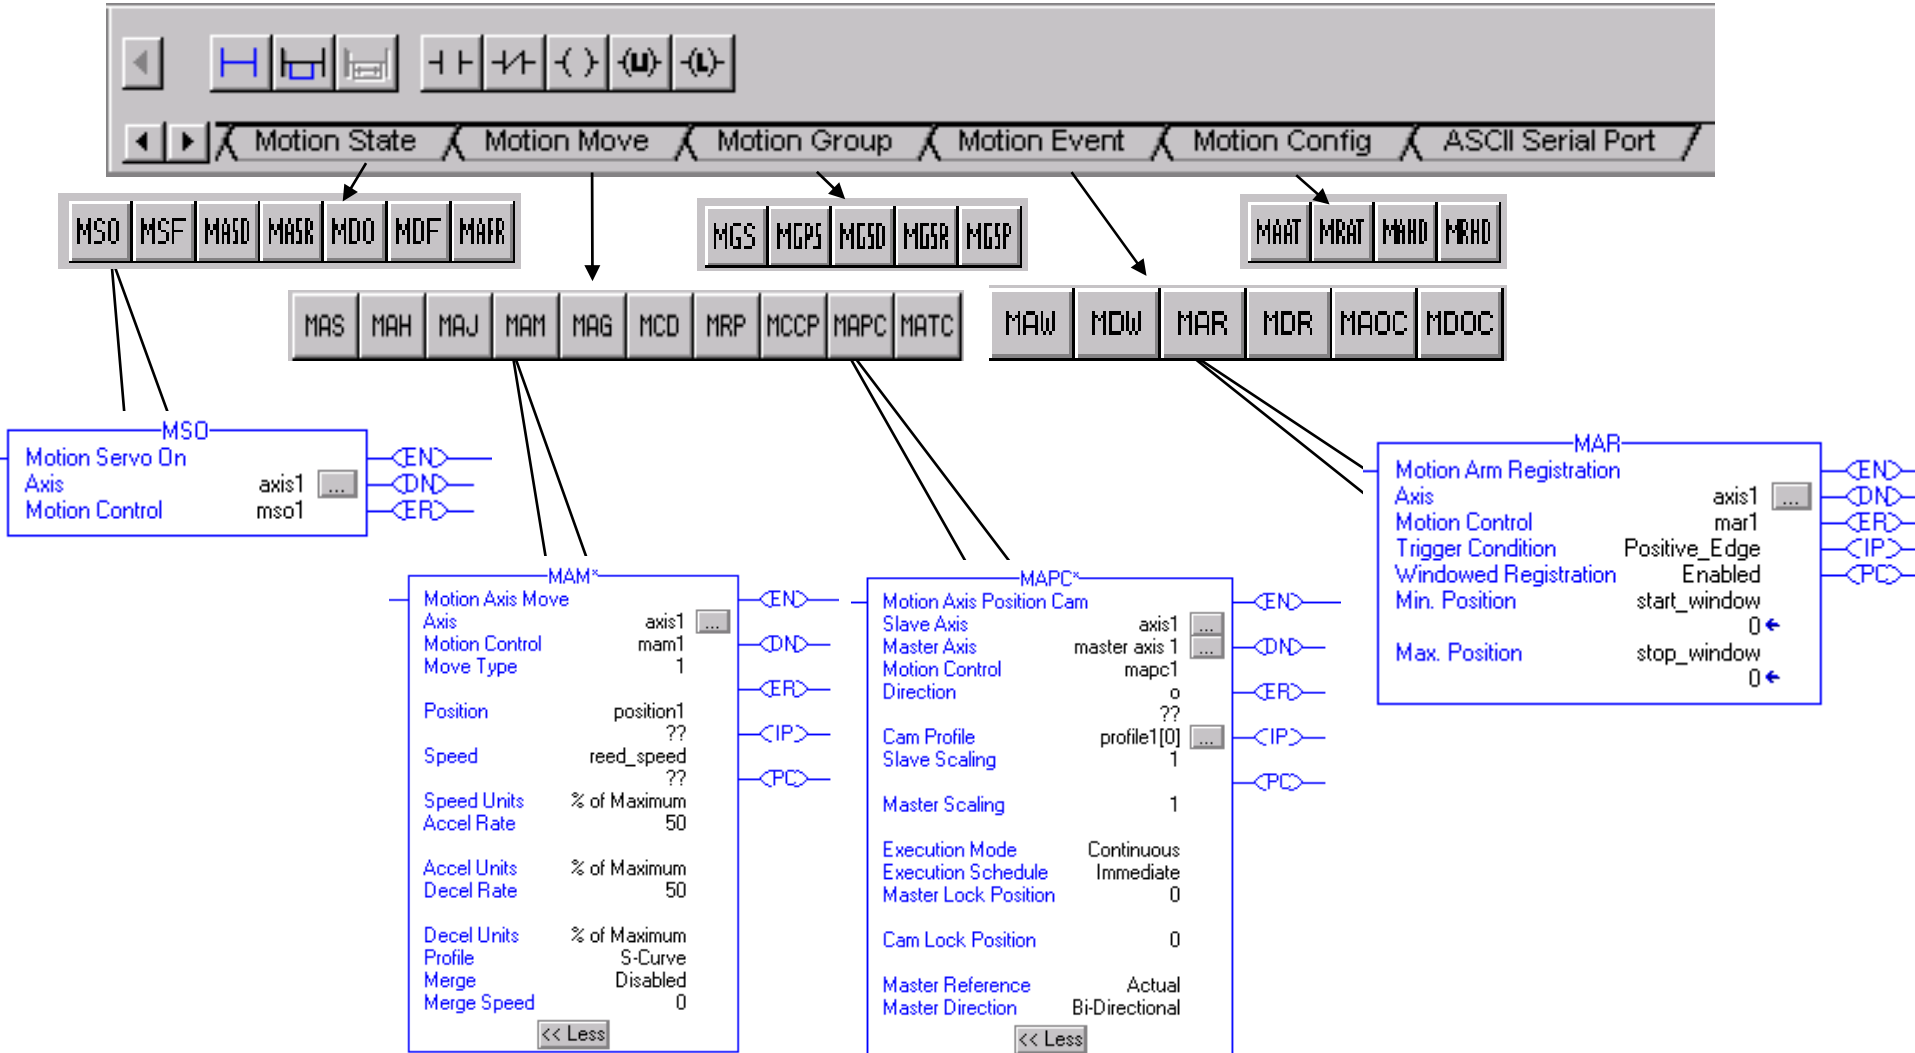 (U) (L)
Motion State Motion Move Motion Group Motion Event Motion Config ASCII Serial Port
MSO MSF MASD MASR MDO MDF MAFR
MGS MGPS MGSD MGSR MGSP
MAAT MRAT MAHD MRHD
MAS MAH MAJ MAM MAG MCD MRP MCCP MAPC MATC
MAW MDW MAR MDR MAOC MDOC
MSO
Motion Servo On EN
Axis axis1 ... DN
Motion Control mso1 ER
MAM*
Motion Axis Move EN
Axis axis1 ...
Motion Control mam1 DN
Move Type 1
ER
Position position1
?? IP
Speed reed_speed
?? PC
Speed Units % of Maximum
Accel Rate 50
Accel Units % of Maximum
Decel Rate 50
Decel Units % of Maximum
Profile S-Curve
Merge Disabled
Merge Speed 0
<< Less
MAPC*
Motion Axis Position Cam EN
Slave Axis axis1 ...
Master Axis master axis 1 ... DN
Motion Control mapc1
Direction o ER
??
Cam Profile profile1[0] ... IP
Slave Scaling 1
PC
Master Scaling 1
Execution Mode Continuous
Execution Schedule Immediate
Master Lock Position 0
Cam Lock Position 0
Master Reference Actual
Master Direction Bi-Directional
<< Less
MAR
Motion Arm Registration EN
Axis axis1 ... DN
Motion Control mar1 ER
Trigger Condition Positive_Edge IP
Windowed Registration Enabled PC
Min. Position start_window
0
Max. Position stop_window
0